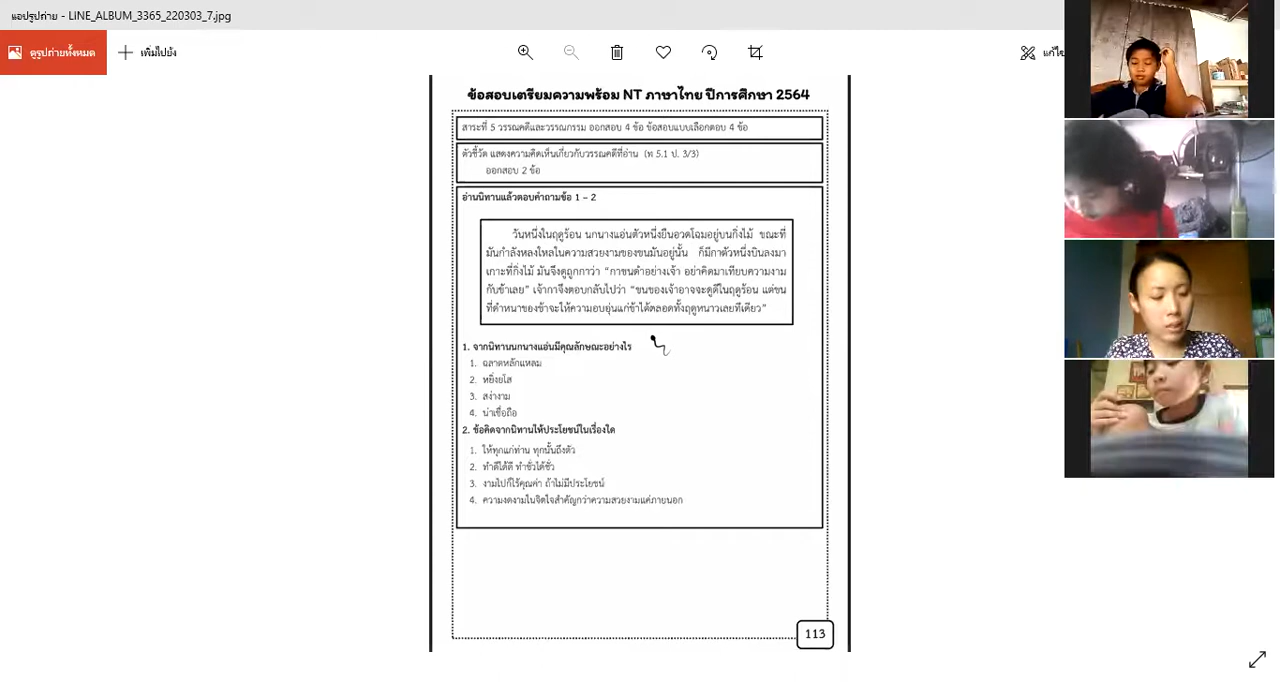 แอปรูปถ่าย - LINE_ALBUM_3365_220303_7.jpg
ดูรูปถ่ายทั้งหมด
เพิ่มไปยัง
แก้ไข
ข้อสอบเตรียมความพร้อม NT ภาษาไทย ปีการศึกษา 2564
สาระที่ 5 วรรณคดีและวรรณกรรม ออกสอบ 4 ข้อ ข้อสอบแบบเลือกตอบ 4 ข้อ
ตัวชี้วัด แสดงความคิดเห็นเกี่ยวกับวรรณคดีที่อ่าน (ท 5.1 ป. 3/3)
ออกสอบ 2 ข้อ
อ่านนิทานแล้วตอบคำถามข้อ 1 – 2
วันหนึ่งในฤดูร้อน นกนางแอ่นตัวหนึ่งยืนอวดโฉมอยู่บนกิ่งไม้ ขณะที่
มันกำลังหลงใหลในความสวยงามของขนมันอยู่นั้น ก็มีกาตัวหนึ่งบินลงมา
เกาะที่กิ่งไม้ มันจึงดูถูกกาว่า “กาขนดำอย่างเจ้า อย่าคิดมาเทียบความงาม
กับข้าเลย” เจ้ากาจึงตอบกลับไปว่า “ขนของเจ้าอาจจะดูดีในฤดูร้อน แต่ขน
ที่ดำหนาของข้าจะให้ความอบอุ่นแก่ข้าได้ตลอดทั้งฤดูหนาวเลยทีเดียว”
1. จากนิทานนกนางแอ่นมีคุณลักษณะอย่างไร
1. ฉลาดหลักแหลม
2. หยิ่งยโส
3. สง่างาม
4. น่าเชื่อถือ
2. ข้อคิดจากนิทานให้ประโยชน์ในเรื่องใด
1. ให้ทุกแก่ท่าน ทุกนั้นถึงตัว
2. ทำดีได้ดี ทำชั่วได้ชั่ว
3. งามไปก็ไร้คุณค่า ถ้าไม่มีประโยชน์
4. ความงดงามในจิตใจสำคัญกว่าความสวยงามแค่ภายนอก
113